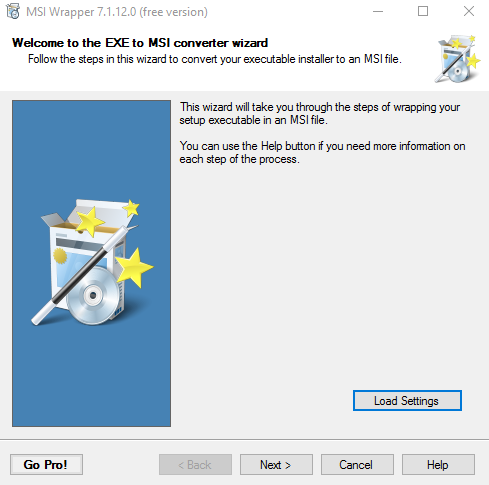 MSI Wrapper 7.1.12.0 (free version)
Welcome to the EXE to MSI converter wizard
Follow the steps in this wizard to convert your executable installer to an MSI file.
This wizard will take you through the steps of wrapping your
setup executable in an MSI file.
You can use the Help button if you need more information on
each step of the process.
Load Settings
Go Pro!
< Back
Next >
Cancel
Help